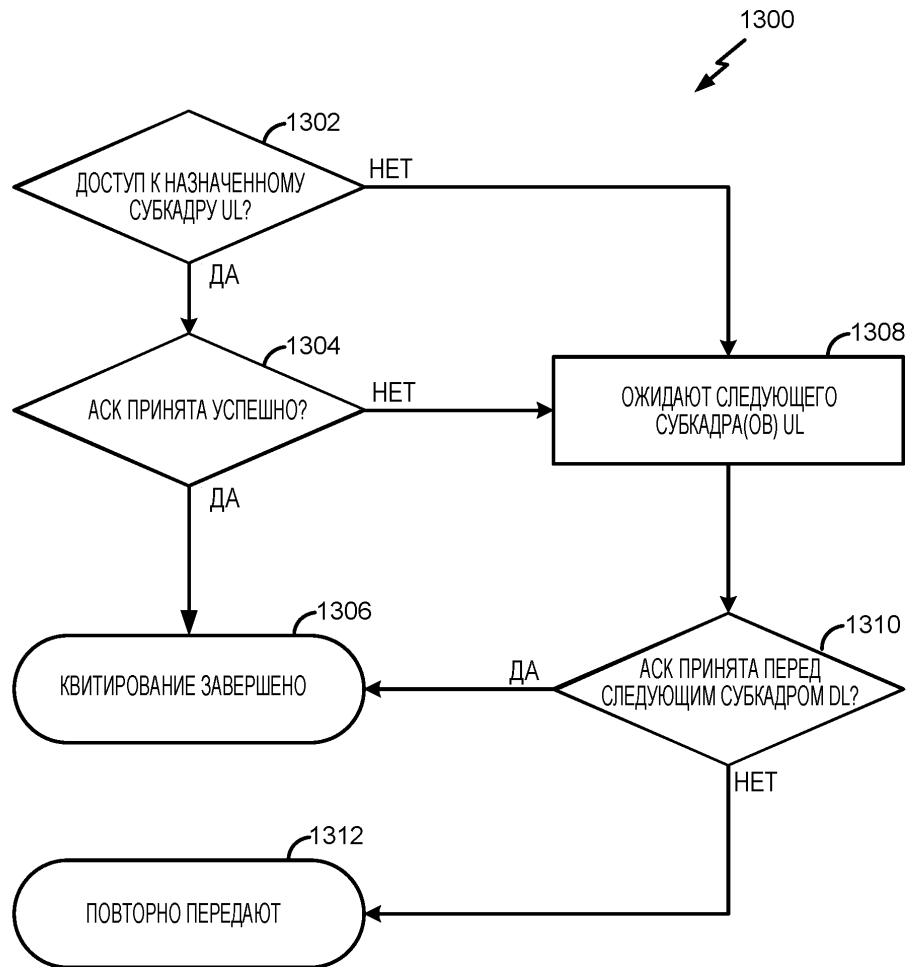 1300
1302
ДОСТУП К НАЗНАЧЕННОМУ
СУБКАДРУ UL?
НЕТ
ДА
1304
АСК ПРИНЯТА УСПЕШНО?
НЕТ
ДА
1308
ОЖИДАЮТ СЛЕДУЮЩЕГО
СУБКАДРА(ОВ) UL
1306
КВИТИРОВАНИЕ ЗАВЕРШЕНО
1310
АСК ПРИНЯТА ПЕРЕД
СЛЕДУЮЩИМ СУБКАДРОМ DL?
ДА
НЕТ
1312
ПОВТОРНО ПЕРЕДАЮТ